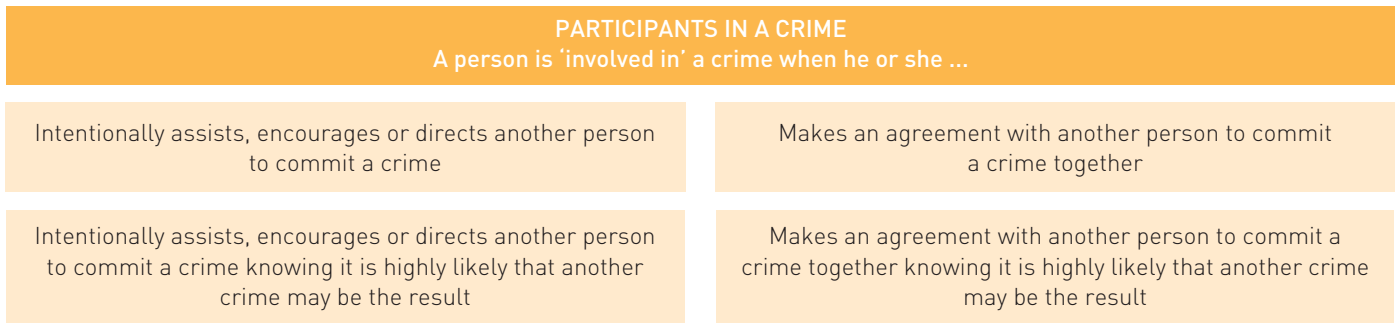 PARTICIPANTS IN A CRIME
A person is ‘involved in’ a crime when he or she ...
Intentionally assists, encourages or directs another person
to commit a crime
Makes an agreement with another person to commit
a crime together
Intentionally assists, encourages or directs another person
to commit a crime knowing it is highly likely that another
crime may be the result
Makes an agreement with another person to commit a
crime together knowing it is highly likely that another crime
may be the result